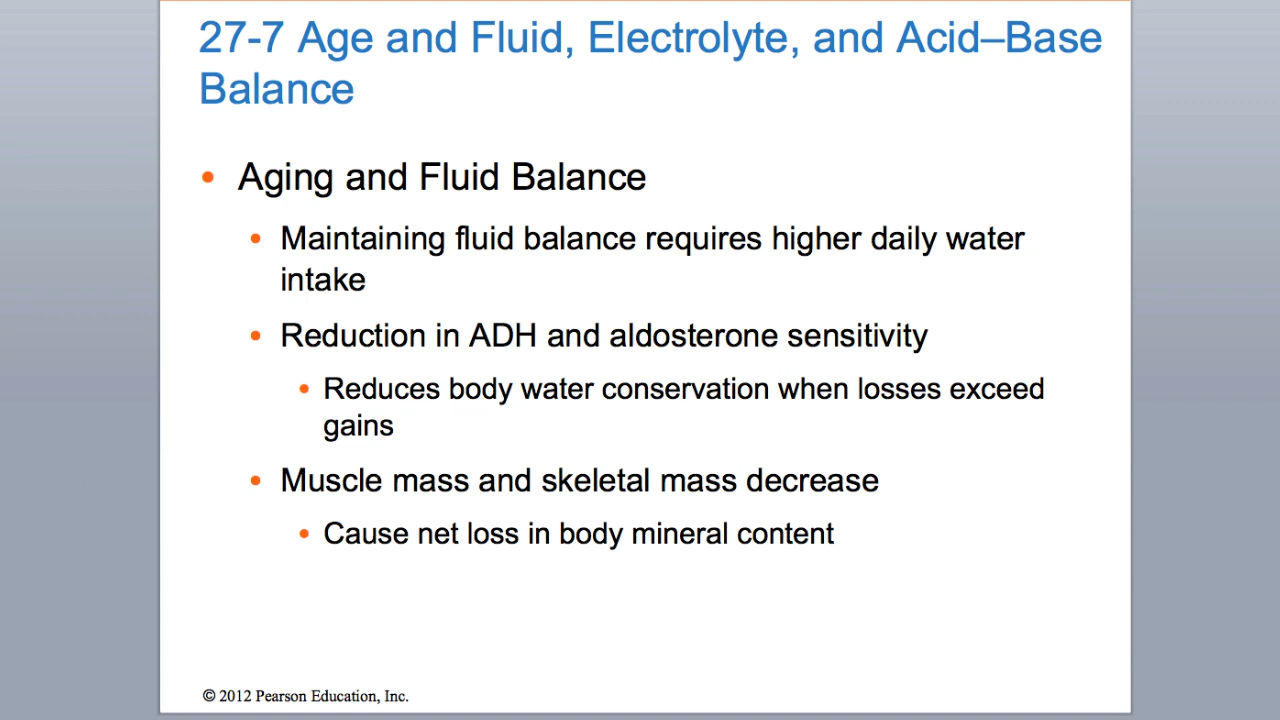 27-7 Age and Fluid, Electrolyte, and Acid–Base
Balance
• Aging and Fluid Balance
• Maintaining fluid balance requires higher daily water
intake
• Reduction in ADH and aldosterone sensitivity
• Reduces body water conservation when losses exceed
gains
• Muscle mass and skeletal mass decrease
• Cause net loss in body mineral content
© 2012 Pearson Education, Inc.